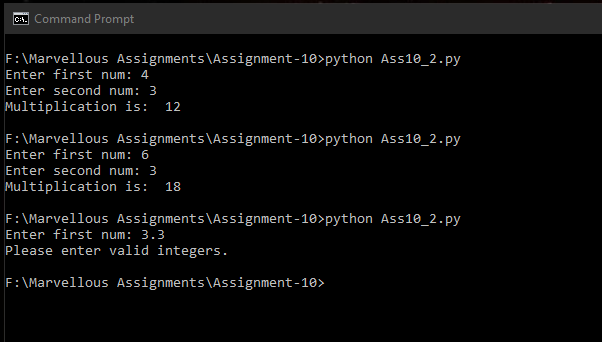 Command Prompt
F:\Marvellous Assignments\Assignment-10>python Ass10_2.py
Enter first num: 4
Enter second num: 3
Multiplication is:  12
F:\Marvellous Assignments\Assignment-10>python Ass10_2.py
Enter first num: 6
Enter second num: 3
Multiplication is:  18
F:\Marvellous Assignments\Assignment-10>python Ass10_2.py
Enter first num: 3.3
Please enter valid integers.
F:\Marvellous Assignments\Assignment-10>